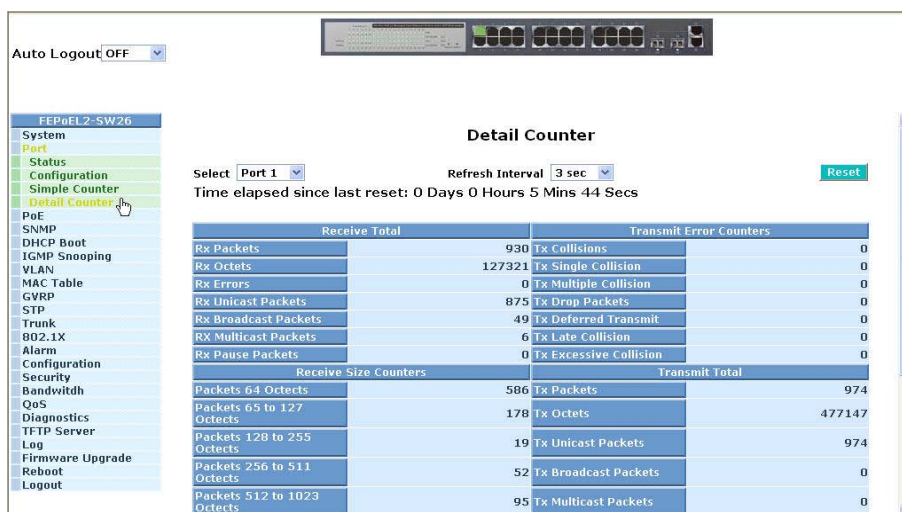 Auto Logout OFF
FEPoEL2-SW26
System
Port
Status
Configuration
Simple Counter
Detail Counter
PoE
SNMP
DHCP Boot
IGMP Snooping
VLAN
MAC Table
GVRP
STP
Trunk
802.1X
Alarm
Configuration
Security
Bandwitdh
QoS
Diagnostics
TFTP Server
Log
Firmware Upgrade
Reboot
Logout
Detail Counter
Select Port 1 Refresh Interval 3 sec Reset
Time elapsed since last reset: 0 Days 0 Hours 5 Mins 44 Secs
Receive Total Transmit Error Counters
Rx Packets 930 Tx Collisions 0
Rx Octets 127321 Tx Single Collision 0
Rx Errors 0 Tx Multiple Collision 0
Rx Unicast Packets 875 Tx Drop Packets 0
Rx Broadcast Packets 49 Tx Deferred Transmit 0
RX Multicast Packets 6 Tx Late Collision 0
Rx Pause Packets 0 Tx Excessive Collision 0
Receive Size Counters Transmit Total
Packets 64 Octects 586 Tx Packets 974
Packets 65 to 127
Octects 178 Tx Octets 477147
Packets 128 to 255
Octects 19 Tx Unicast Packets 974
Packets 256 to 511
Octects 52 Tx Broadcast Packets 0
Packets 512 to 1023
Octects 95 Tx Multicast Packets 0